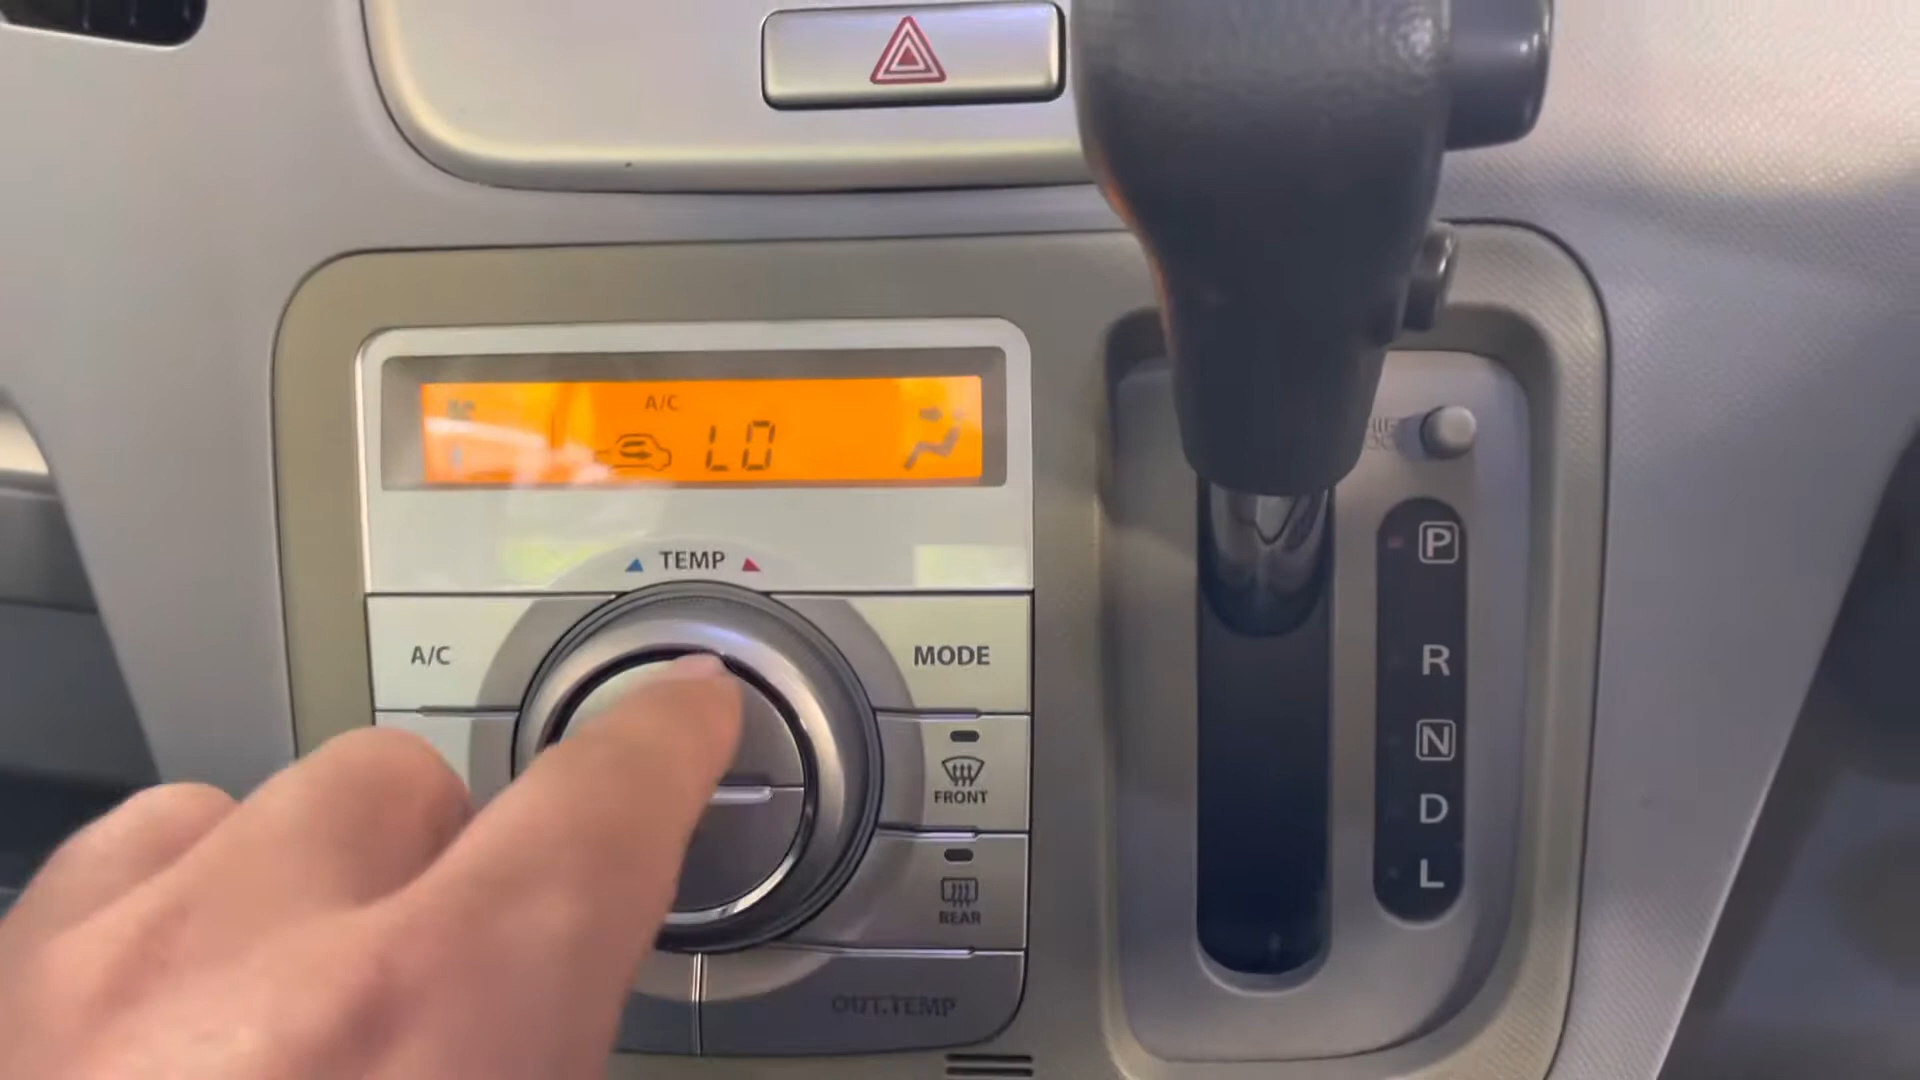 A/C
LO
TEMP
A/C
MODE
FRONT
REAR
OUT.TEMP
P
R
N
D
L